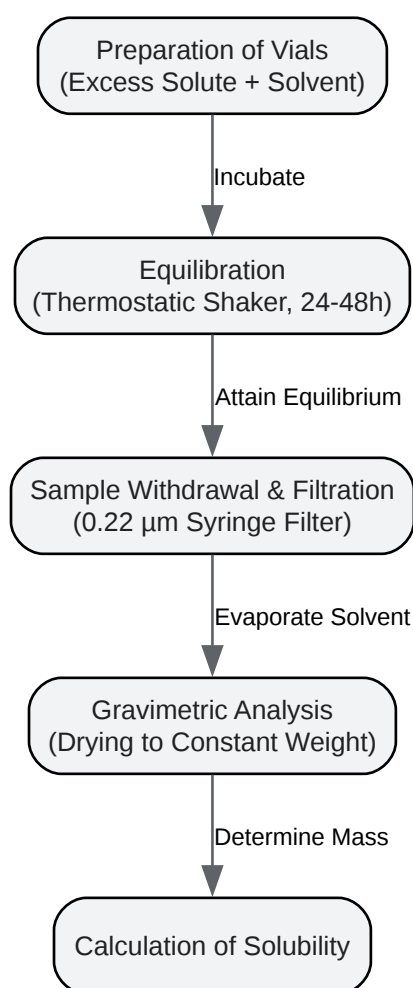 Preparation of Vials
(Excess Solute + Solvent)
Incubate
Equilibration
(Thermostatic Shaker, 24-48h)
Attain Equilibrium
Sample Withdrawal & Filtration
(0.22 µm Syringe Filter)
Evaporate Solvent
Gravimetric Analysis
(Drying to Constant Weight)
Determine Mass
Calculation of Solubility